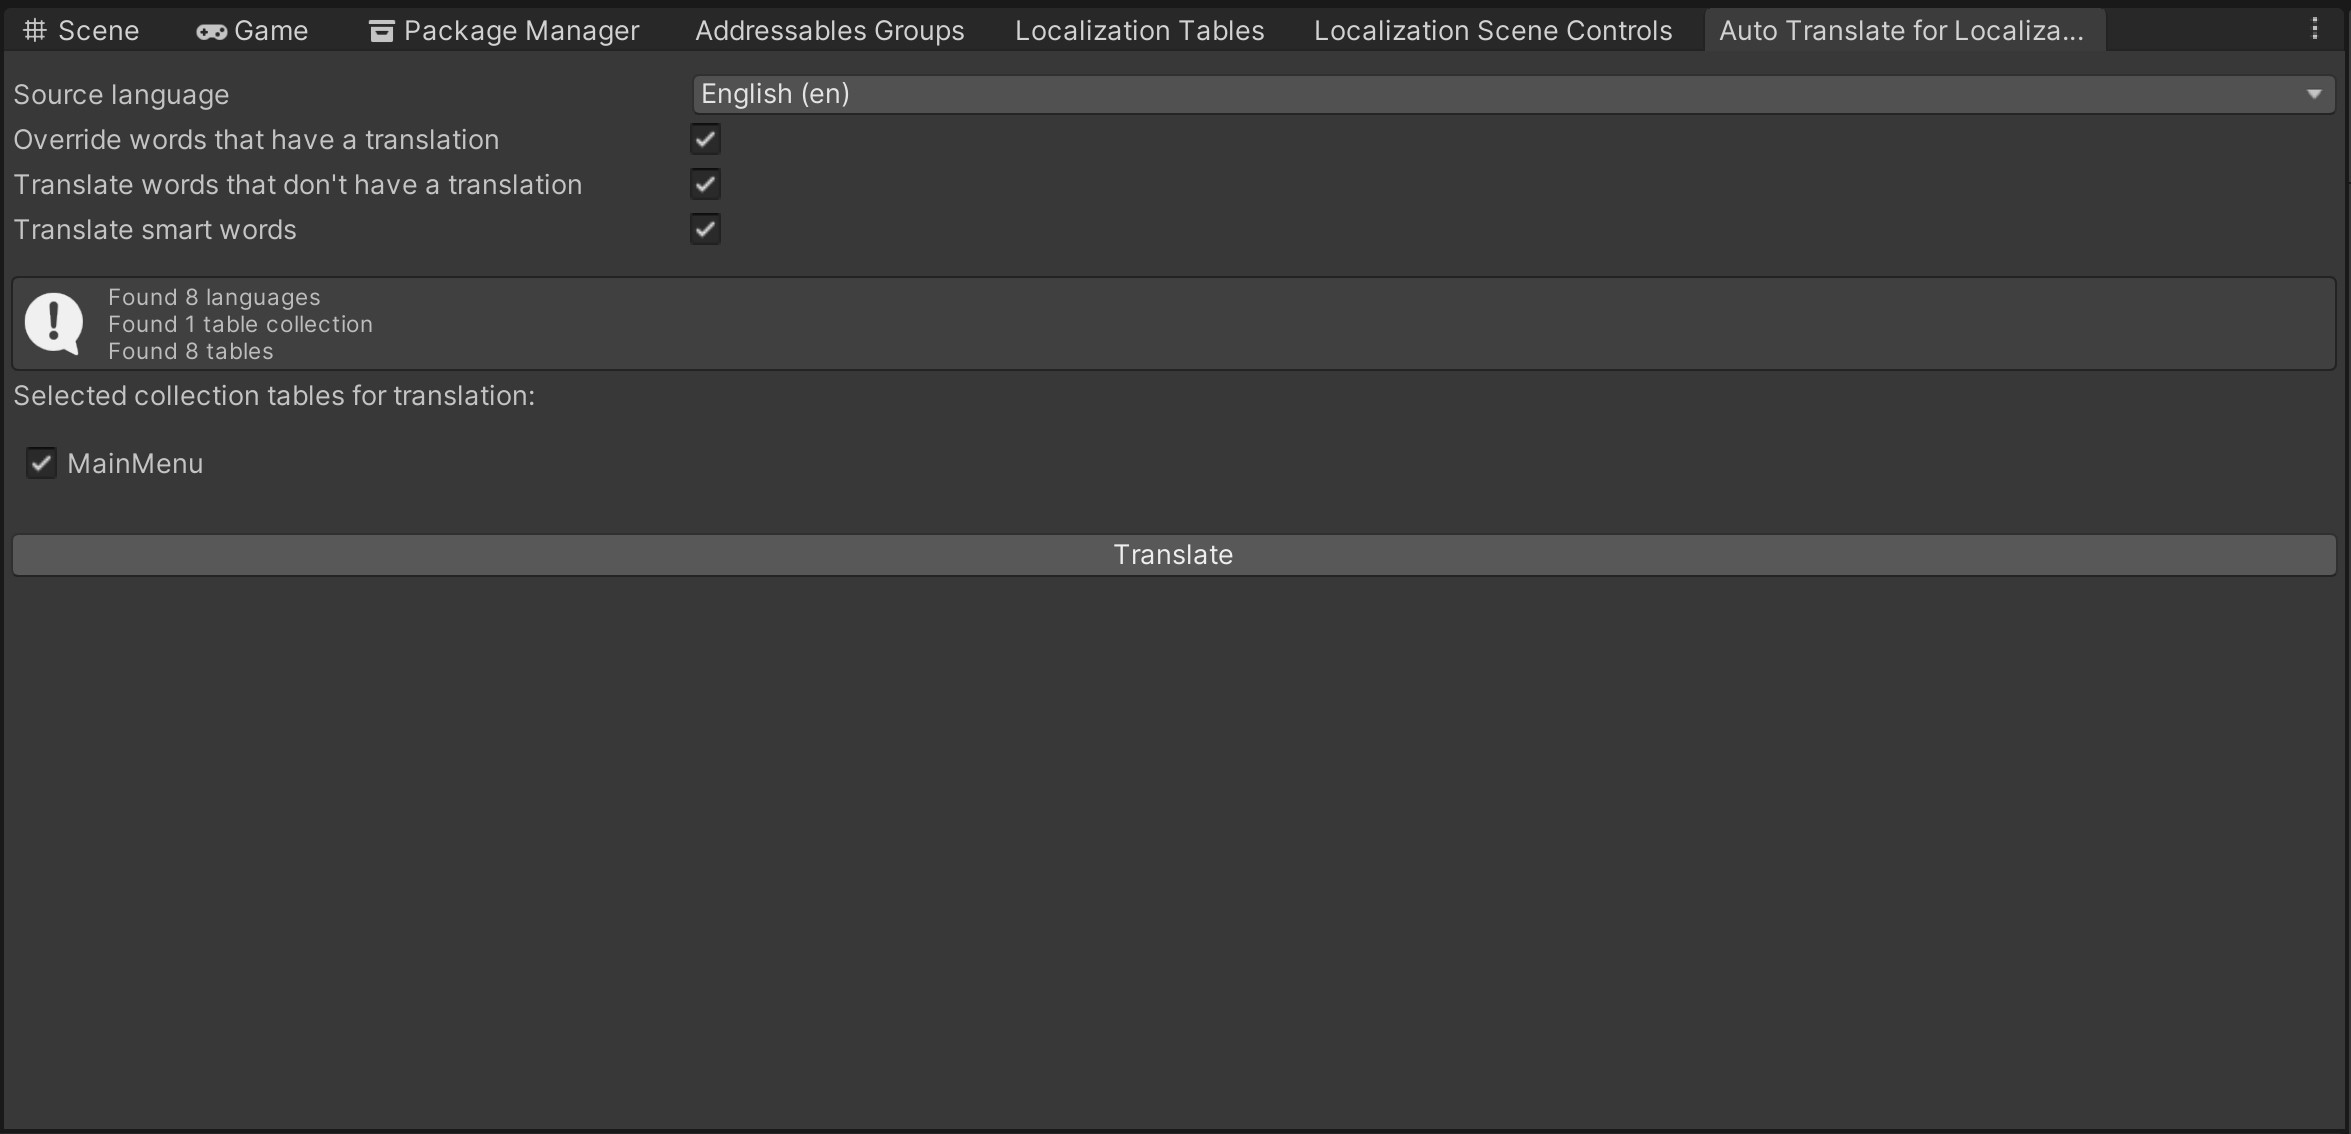 Scene Game Package Manager Addressables Groups Localization Tables Localization Scene Controls Auto Translate for Localiza...
Source language English (en)
Override words that have a translation
Translate words that don't have a translation
Translate smart words
Found 8 languages
Found 1 table collection
Found 8 tables
Selected collection tables for translation:
MainMenu
Translate